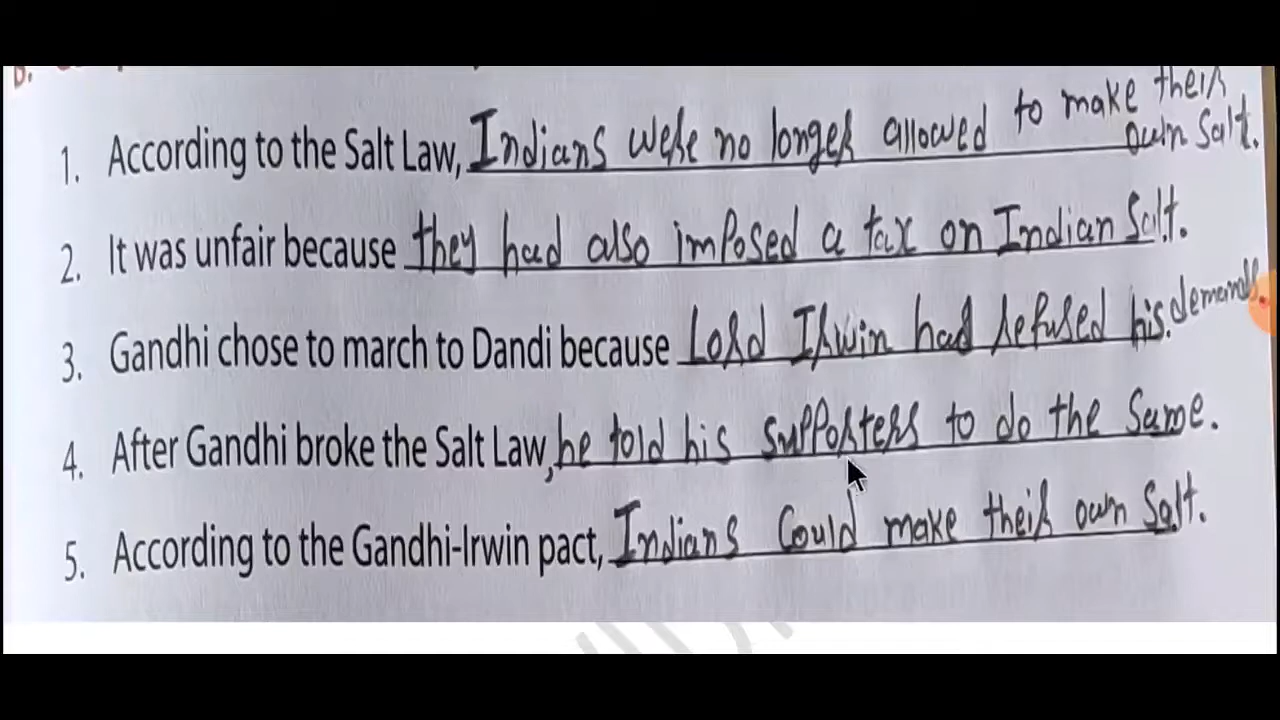 B.
1. According to the Salt Law, Indians were no longer allowed to make their own Salt.
2. It was unfair because they had also imposed a tax on Indian Salt.
3. Gandhi chose to march to Dandi because Lord Irwin had refused his demands.
4. After Gandhi broke the Salt Law, he told his supporters to do the same.
5. According to the Gandhi-Irwin pact, Indians could make their own Salt.